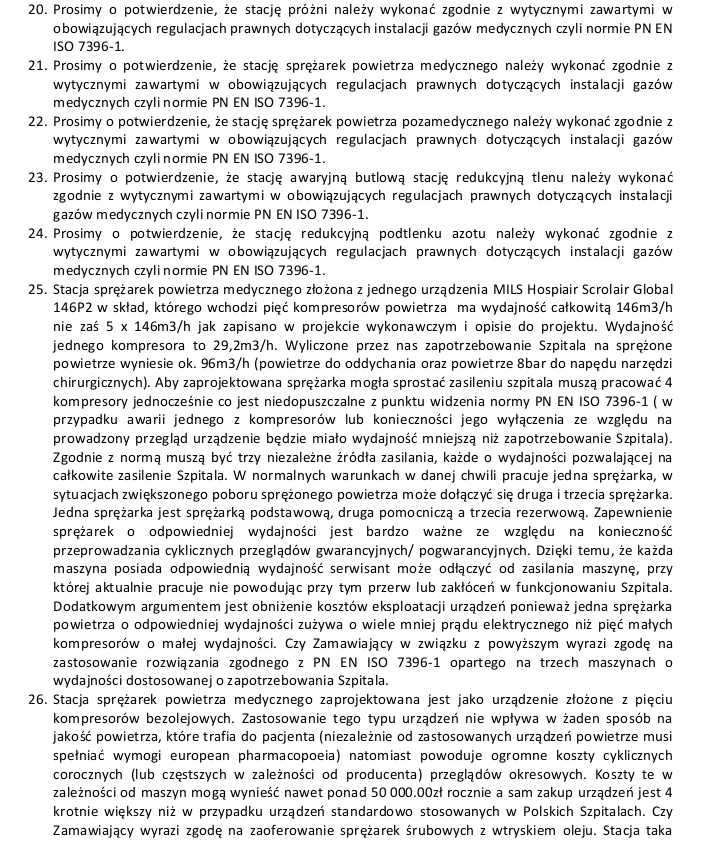 20. Prosimy o potwierdzenie, że stację próżni należy wykonać zgodnie z wytycznymi zawartymi w
obowiązujących regulacjach prawnych dotyczących instalacji gazów medycznych czyli normie PN EN
ISO 7396-1.
21. Prosimy o potwierdzenie, że stację sprężarek powietrza medycznego należy wykonać zgodnie z
wytycznymi zawartymi w obowiązujących regulacjach prawnych dotyczących instalacji gazów
medycznych czyli normie PN EN ISO 7396-1.
22. Prosimy o potwierdzenie, że stację sprężarek powietrza pozamedycznego należy wykonać zgodnie z
wytycznymi zawartymi w obowiązujących regulacjach prawnych dotyczących instalacji gazów
medycznych czyli normie PN EN ISO 7396-1.
23. Prosimy o potwierdzenie, że stację awaryjną butlową stację redukcyjną tlenu należy wykonać
zgodnie z wytycznymi zawartymi w obowiązujących regulacjach prawnych dotyczących instalacji
gazów medycznych czyli normie PN EN ISO 7396-1.
24. Prosimy o potwierdzenie, że stację redukcyjną podtlenku azotu należy wykonać zgodnie z
wytycznymi zawartymi w obowiązujących regulacjach prawnych dotyczących instalacji gazów
medycznych czyli normie PN EN ISO 7396-1.
25. Stacja sprężarek powietrza medycznego złożona z jednego urządzenia MILS Hospiair Scrolair Global
146P2 w skład, którego wchodzi pięć kompresorów powietrza ma wydajność całkowitą 146m3/h
nie zaś 5 x 146m3/h jak zapisano w projekcie wykonawczym i opisie do projektu. Wydajność
jednego kompresora to 29,2m3/h. Wyliczone przez nas zapotrzebowanie Szpitala na sprężone
powietrze wyniesie ok. 96m3/h (powietrze do oddychania oraz powietrze 8bar do napędu narzędzi
chirurgicznych). Aby zaprojektowana sprężarka mogła sprostać zasileniu szpitala muszą pracować 4
kompresory jednocześnie co jest niedopuszczalne z punktu widzenia normy PN EN ISO 7396-1 ( w
przypadku awarii jednego z kompresorów lub konieczności jego wyłączenia ze względu na
prowadzony przegląd urządzenie będzie miało wydajność mniejszą niż zapotrzebowanie Szpitala).
Zgodnie z normą muszą być trzy niezależne źródła zasilania, każde o wydajności pozwalającej na
całkowite zasilenie Szpitala. W normalnych warunkach w danej chwili pracuje jedna sprężarka, w
sytuacjach zwiększonego poboru sprężonego powietrza może dołączyć się druga i trzecia sprężarka.
Jedna sprężarka jest sprężarką podstawową, druga pomocniczą a trzecia rezerwową. Zapewnienie
sprężarek o odpowiedniej wydajności jest bardzo ważne ze względu na konieczność
przeprowadzania cyklicznych przeglądów gwarancyjnych/ pogwarancyjnych. Dzięki temu, że każda
maszyna posiada odpowiednią wydajność serwisant może odłączyć od zasilania maszynę, przy
której aktualnie pracuje nie powodując przy tym przerw lub zakłóceń w funkcjonowaniu Szpitala.
Dodatkowym argumentem jest obniżenie kosztów eksploatacji urządzeń ponieważ jedna sprężarka
powietrza o odpowiedniej wydajności zużywa o wiele mniej prądu elektrycznego niż pięć małych
kompresorów o małej wydajności. Czy Zamawiający w związku z powyższym wyrazi zgodę na
zastosowanie rozwiązania zgodnego z PN EN ISO 7396-1 opartego na trzech maszynach o
wydajności dostosowanej o zapotrzebowania Szpitala.
26. Stacja sprężarek powietrza medycznego zaprojektowana jest jako urządzenie złożone z pięciu
kompresorów bezolejowych. Zastosowanie tego typu urządzeń nie wpływa w żaden sposób na
jakość powietrza, które trafia do pacjenta (niezależnie od zastosowanych urządzeń powietrze musi
spełniać wymogi european pharmacopoeia) natomiast powoduje ogromne koszty cyklicznych
corocznych (lub częstszych w zależności od producenta) przeglądów okresowych. Koszty te w
zależności od maszyn mogą wynieść nawet ponad 50 000.00zł rocznie a sam zakup urządzeń jest 4
krotnie większy niż w przypadku urządzeń standardowo stosowanych w Polskich Szpitalach. Czy
Zamawiający wyrazi zgodę na zaoferowanie sprężarek śrubowych z wtryskiem oleju. Stacja taka